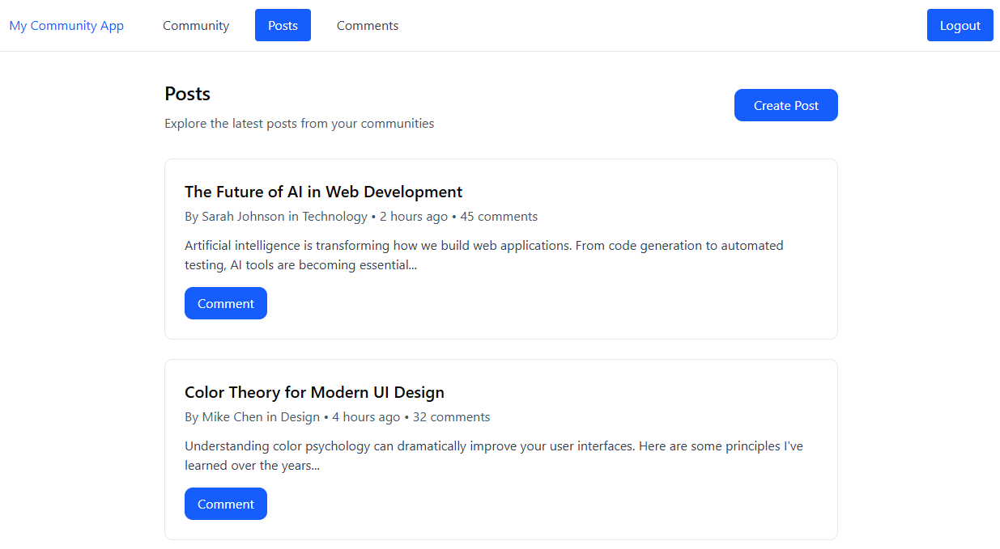 My Community App
Community
Posts
Comments
Logout
Posts
Create Post
Explore the latest posts from your communities
The Future of AI in Web Development
By Sarah Johnson in Technology • 2 hours ago • 45 comments
Artificial intelligence is transforming how we build web applications. From code generation to automated
testing, AI tools are becoming essential...
Comment
Color Theory for Modern UI Design
By Mike Chen in Design • 4 hours ago • 32 comments
Understanding color psychology can dramatically improve your user interfaces. Here are some principles I've
learned over the years...
Comment